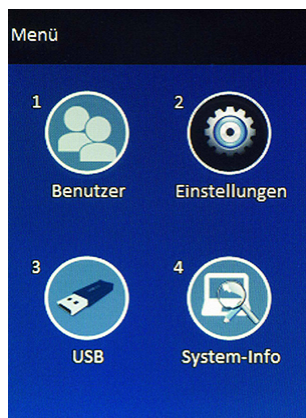 Menü
1
2
Benutzer
Einstellungen
3
4
USB
System-Info